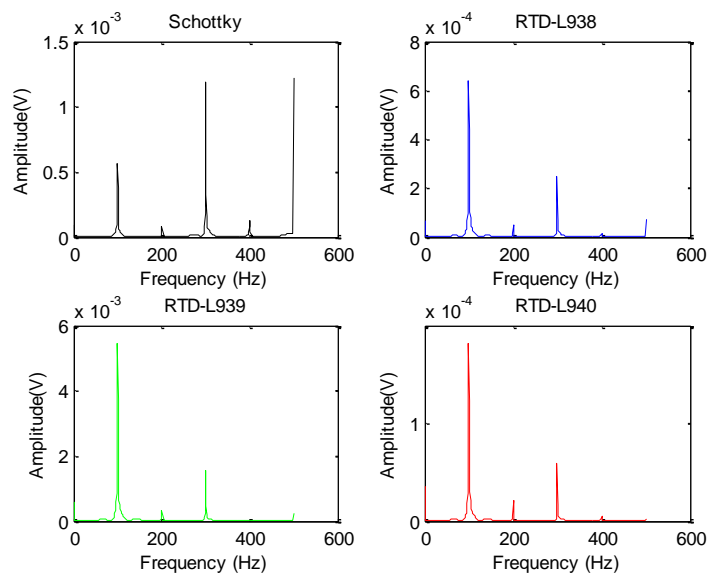 Schottky
x 10^-3
1.5
1
0.5
0
Amplitude(V)
0 200 400 600
Frequency (Hz)
RTD-L938
x 10^-4
8
6
4
2
0
Amplitude(V)
0 200 400 600
Frequency (Hz)
RTD-L939
x 10^-3
6
4
2
0
Amplitude(V)
0 200 400 600
Frequency (Hz)
RTD-L940
x 10^-4
1
0
Amplitude(V)
0 200 400 600
Frequency (Hz)